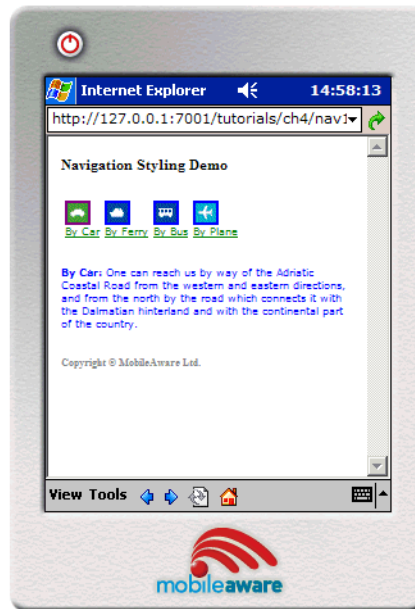 Internet Explorer 14:58:13
http://127.0.0.1:7001/tutorials/ch4/nav1
Navigation Styling Demo
By Car By Ferry By Bus By Plane
By Car: One can reach us by way of the Adriatic
Coastal Road from the western and eastern directions,
and from the north by the road which connects it with
the Dalmatian hinterland and with the continental part
of the country.
Copyright © MobileAware Ltd.
View Tools
mobileaware